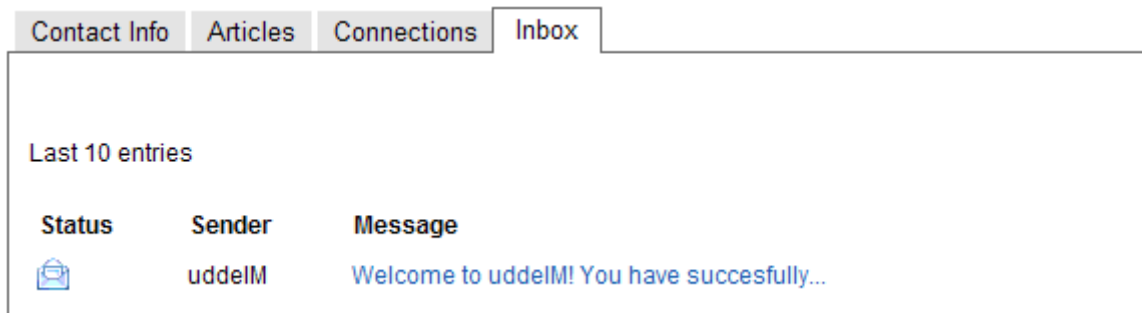 Contact Info Articles Connections Inbox
Last 10 entries
Status Sender Message
uddeIM Welcome to uddeIM! You have succesfully...